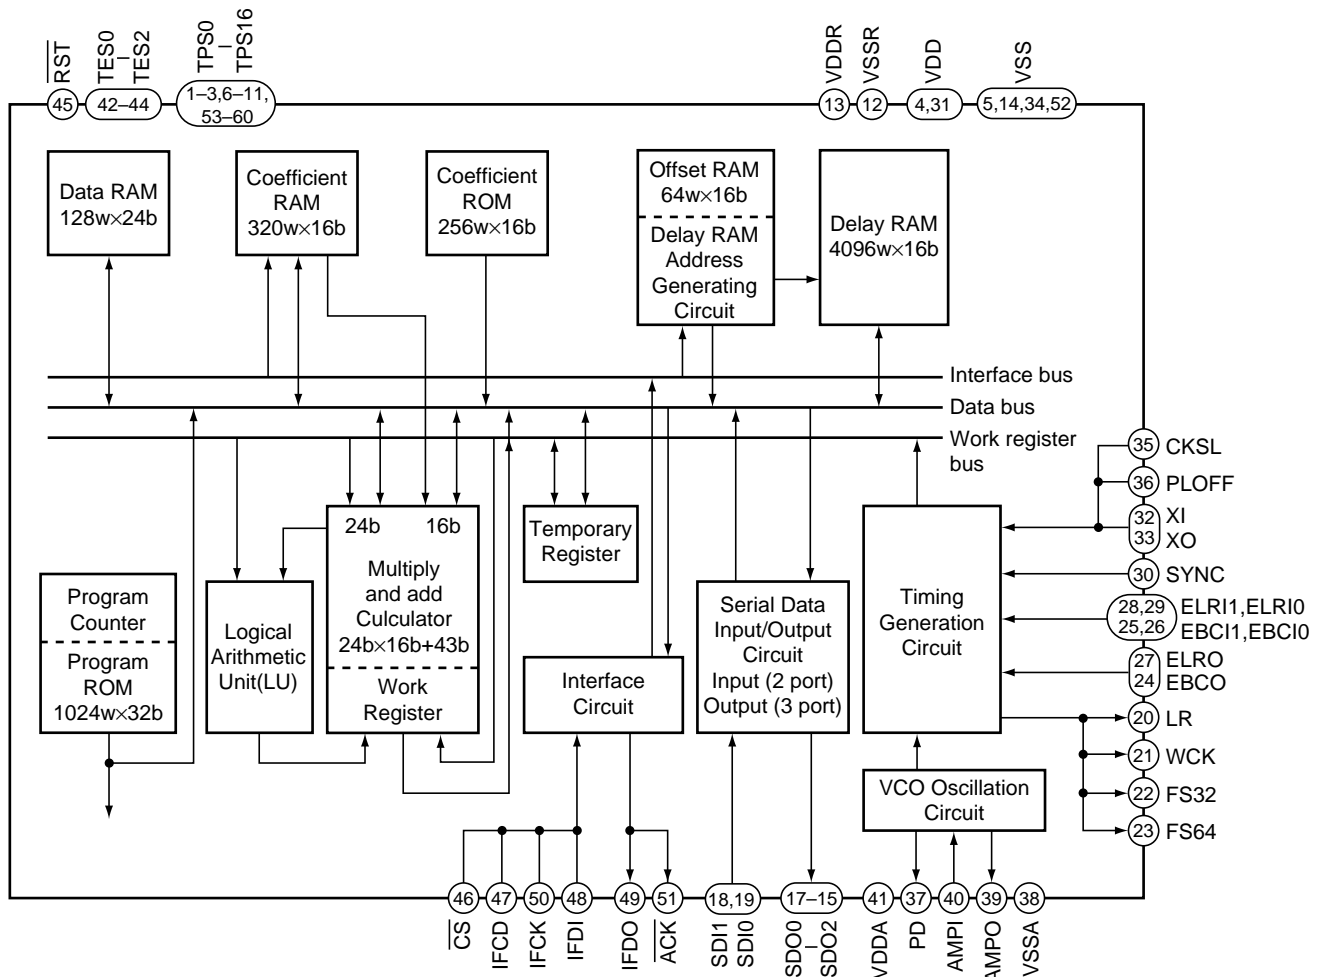 RST
TES0
–
TES2
TPS0
–
TPS16
VDDR
VSSR
VDD
VSS
45
42–44
1–3,6–11,
53–60
13
12
4,31
5,14,34,52
Data RAM
128w×24b
Coefficient
RAM
320w×16b
Coefficient
ROM
256w×16b
Offset RAM
64w×16b
Delay RAM
Address
Generating
Circuit
Delay RAM
4096w×16b
Interface bus
Data bus
Work register
bus
35 CKSL
36 PLOFF
32 XI
33 XO
30 SYNC
28,29 ELRI1,ELRI0
25,26 EBCI1,EBCI0
27 ELRO
24 EBCO
20 LR
21 WCK
22 FS32
23 FS64
Program
Counter
Program
ROM
1024w×32b
Logical
Arithmetic
Unit(LU)
24b 16b
Multiply
and add
Culculator
24b×16b+43b
Work
Register
Temporary
Register
Interface
Circuit
Serial Data
Input/Output
Circuit
Input (2 port)
Output (3 port)
Timing
Generation
Circuit
VCO Oscillation
Circuit
46
47
50
48
49
51
18,19
17–15
41
37
40
39
38
CS
IFCD
IFCK
IFDI
IFDO
ACK
SDI1
SDI0
SDO0
–
SDO2
VDDA
PD
AMPI
AMPO
VSSA